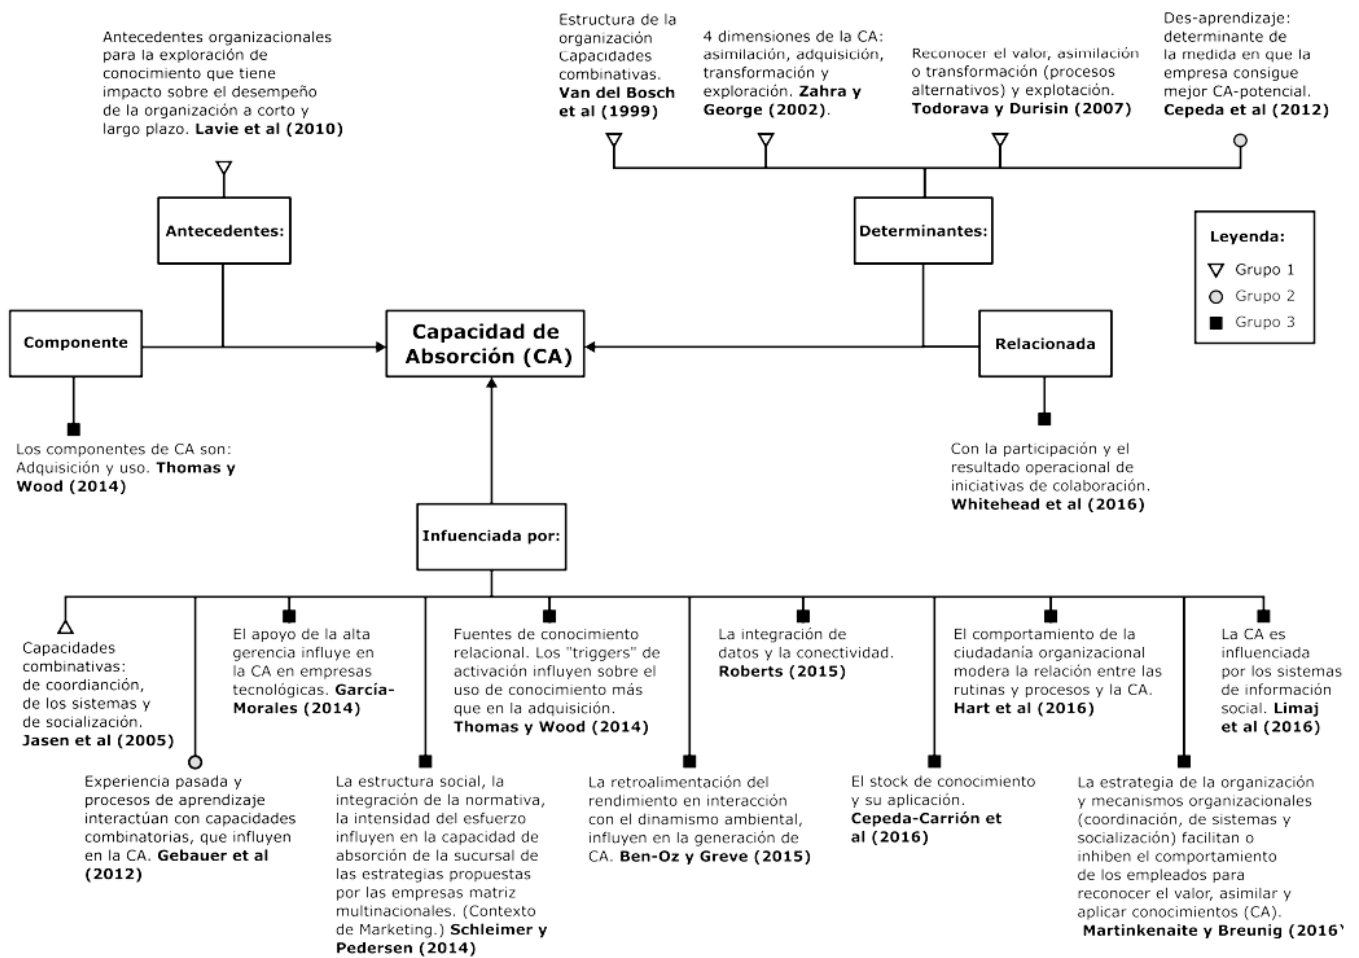 Antecedentes organizacionales
para la exploración de
conocimiento que tiene
impacto sobre el desempeño
de la organización a corto y
largo plazo. Lavie et al (2010)
Estructura de la
organización
Capacidades
combinativas.
Van del Bosch
et al (1999)
4 dimensiones de la CA:
asimilación, adquisición,
transformación y
exploración. Zahra y
George (2002).
Reconocer el valor, asimilación
o transformación (procesos
alternativos) y explotación.
Todorava y Durisin (2007)
Des-aprendizaje:
determinante de
la medida en que la
empresa consigue
mejor CA-potencial.
Cepeda et al (2012)
Antecedentes:
Determinantes:
Leyenda:
Grupo 1
Grupo 2
Grupo 3
Componente
Capacidad de
Absorción (CA)
Relacionada
Los componentes de CA son:
Adquisición y uso. Thomas y
Wood (2014)
Con la participación y el
resultado operacional de
iniciativas de colaboración.
Whitehead et al (2016)
Infuenciada por:
Capacidades
combinativas:
de coordianción,
de los sistemas y
de socialización.
Jasen et al (2005)
El apoyo de la alta
gerencia influye en
la CA en empresas
tecnológicas. García-
Morales (2014)
Fuentes de conocimiento
relacional. Los "triggers" de
activación influyen sobre el
uso de conocimiento más
que en la adquisición.
Thomas y Wood (2014)
La integración de
datos y la conectividad.
Roberts (2015)
El comportamiento de la
ciudadanía organizacional
modera la relación entre las
rutinas y procesos y la CA.
Hart et al (2016)
La CA es
influenciada
por los sistemas
de información
social. Limaj
et al (2016)
Experiencia pasada y
procesos de aprendizaje
interactúan con capacidades
combinatorias, que influyen
en la CA. Gebauer et al
(2012)
La estructura social, la
integración de la normativa,
la intensidad del esfuerzo
influyen en la capacidad de
absorción de la sucursal de
las estrategias propuestas
por las empresas matriz
multinacionales. (Contexto
de Marketing.) Schleimer y
Pedersen (2014)
La retroalimentación del
rendimiento en interacción
con el dinamismo ambiental,
influyen en la generación de
CA. Ben-Oz y Greve (2015)
El stock de conocimiento
y su aplicación.
Cepeda-Carrión et
al (2016)
La estrategia de la organización
y mecanismos organizacionales
(coordinación, de sistemas y
socialización) facilitan o
inhiben el comportamiento
de los empleados para
reconocer el valor, asimilar y
aplicar conocimientos (CA).
Martinkenaite y Breunig (2016)